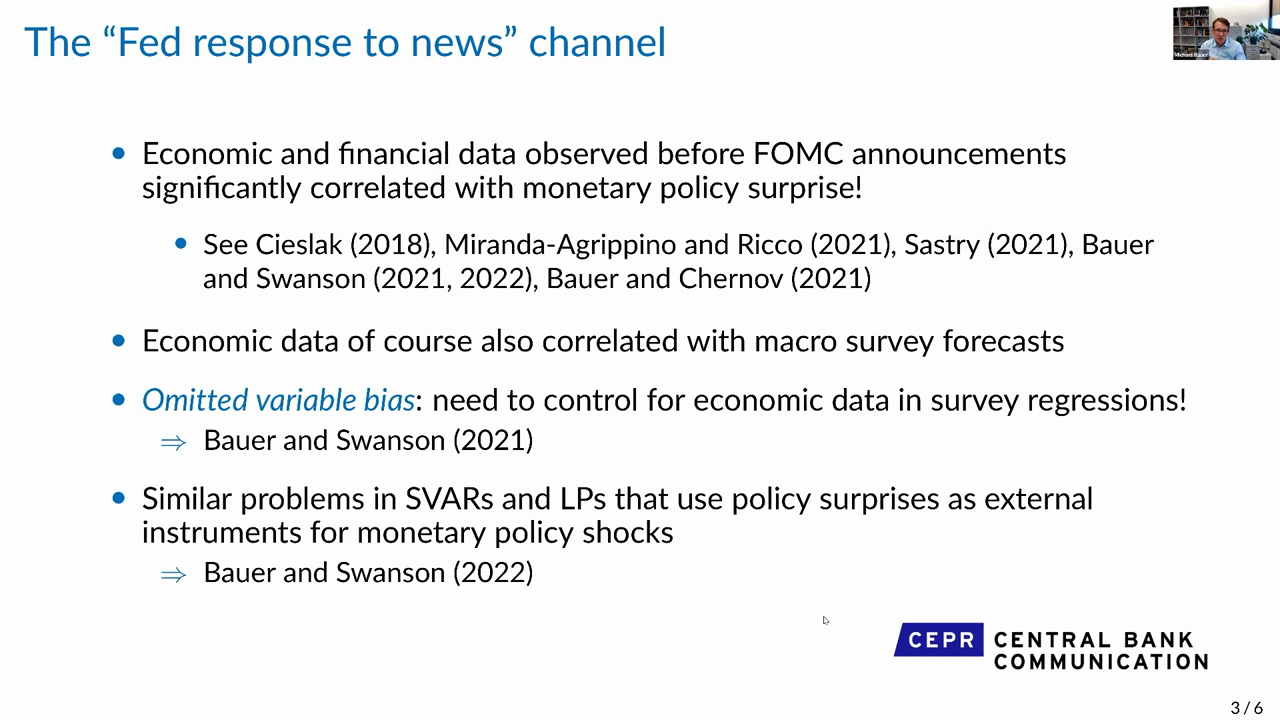 The “Fed response to news” channel
Michael Bauer
• Economic and financial data observed before FOMC announcements
significantly correlated with monetary policy surprise!
• See Cieslak (2018), Miranda-Agrippino and Ricco (2021), Sastry (2021), Bauer
and Swanson (2021, 2022), Bauer and Chernov (2021)
• Economic data of course also correlated with macro survey forecasts
• Omitted variable bias: need to control for economic data in survey regressions!
⇒ Bauer and Swanson (2021)
• Similar problems in SVARs and LPs that use policy surprises as external
instruments for monetary policy shocks
⇒ Bauer and Swanson (2022)
CEPR CENTRAL BANK
COMMUNICATION
3 / 6